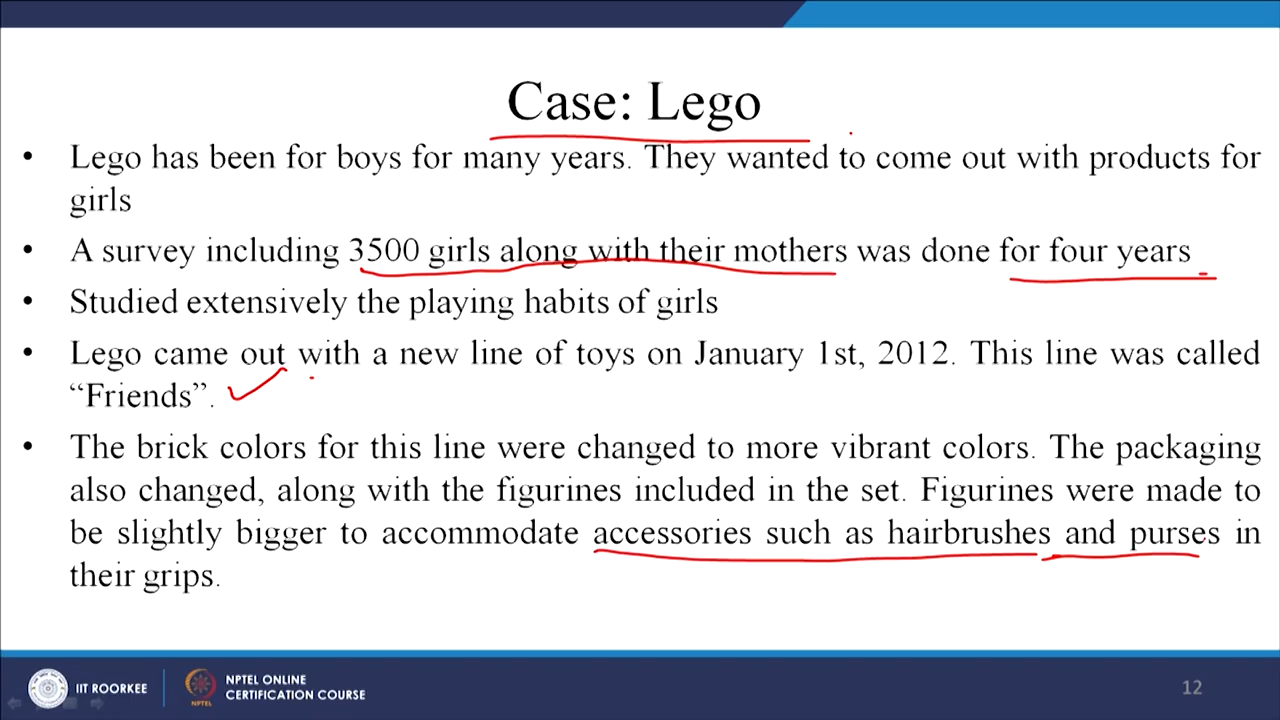 Case: Lego
• Lego has been for boys for many years. They wanted to come out with products for
girls
• A survey including 3500 girls along with their mothers was done for four years
• Studied extensively the playing habits of girls
• Lego came out with a new line of toys on January 1st, 2012. This line was called
“Friends”.
• The brick colors for this line were changed to more vibrant colors. The packaging
also changed, along with the figurines included in the set. Figurines were made to
be slightly bigger to accommodate accessories such as hairbrushes and purses in
their grips.
IIT ROORKEE
NPTEL
NPTEL ONLINE
CERTIFICATION COURSE
12